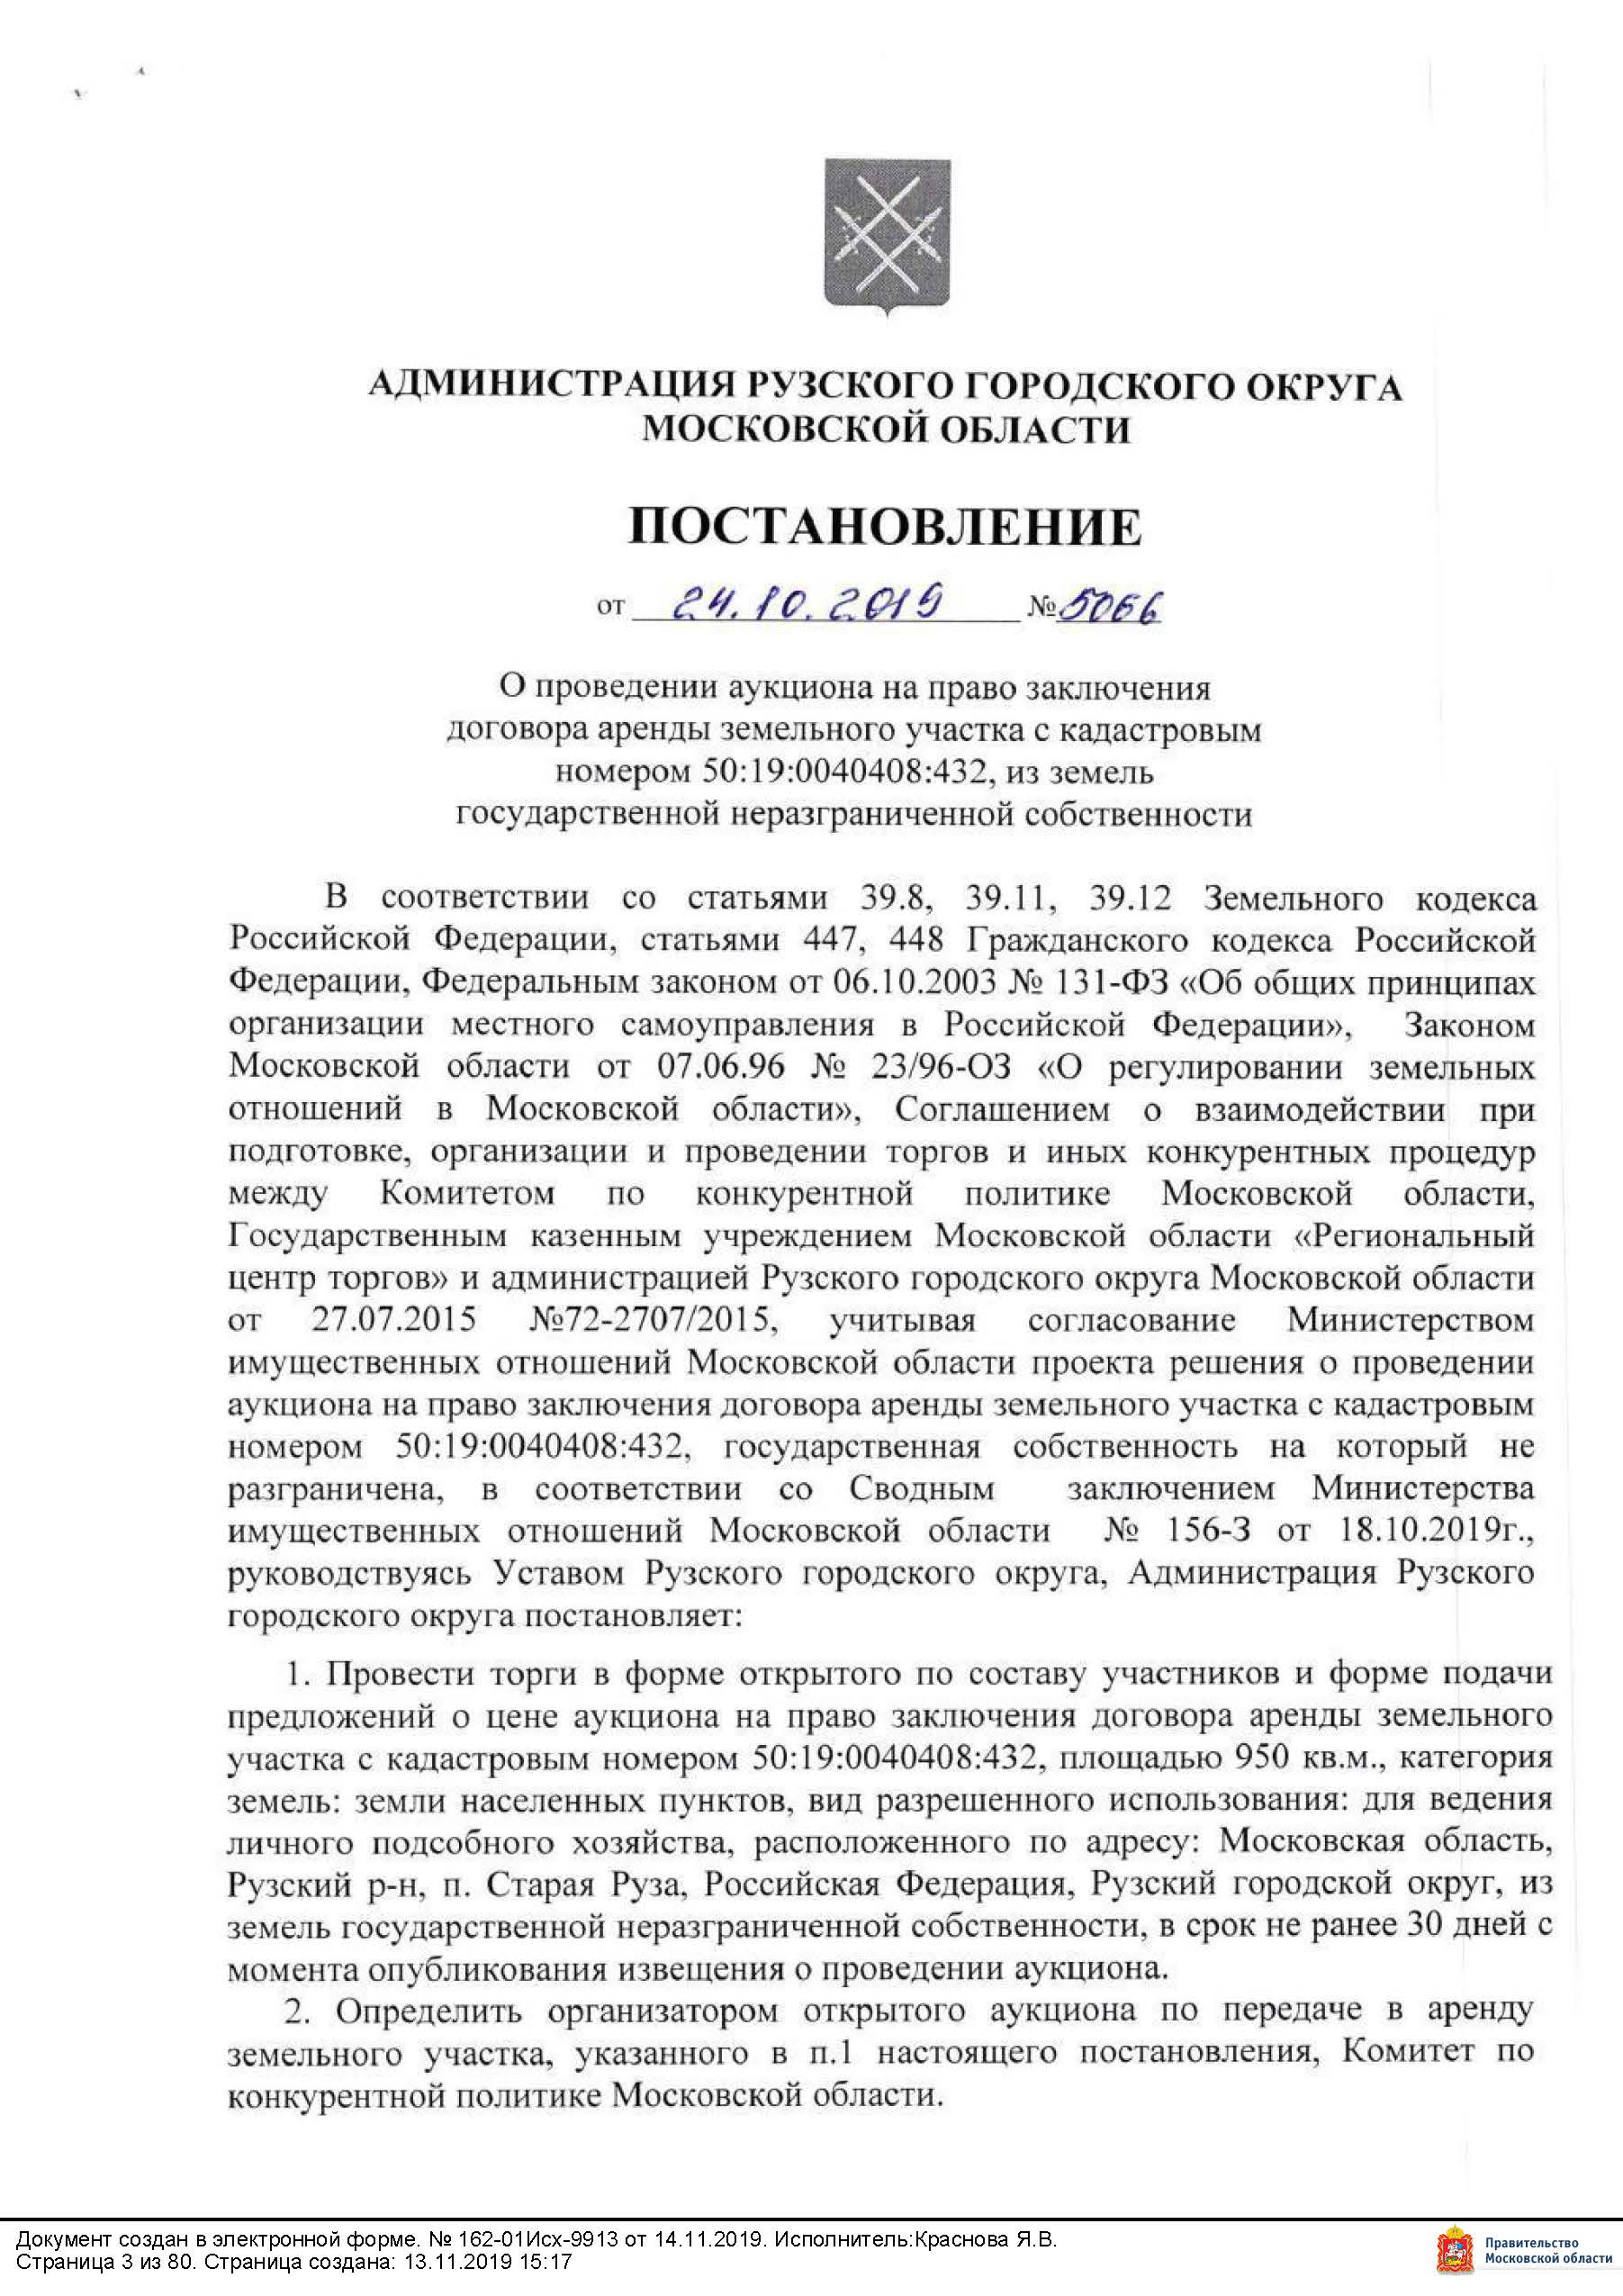 АДМИНИСТРАЦИЯ РУЗСКОГО ГОРОДСКОГО ОКРУГА
МОСКОВСКОЙ ОБЛАСТИ
ПОСТАНОВЛЕНИЕ
от 24.10.2019 №5066
О проведении аукциона на право заключения
договора аренды земельного участка с кадастровым
номером 50:19:0040408:432, из земель
государственной неразграниченной собственности
В соответствии со статьями 39.8, 39.11, 39.12 Земельного кодекса
Российской Федерации, статьями 447, 448 Гражданского кодекса Российской
Федерации, Федеральным законом от 06.10.2003 № 131-ФЗ «Об общих принципах
организации местного самоуправления в Российской Федерации», Законом
Московской области от 07.06.96 № 23/96-ОЗ «О регулировании земельных
отношений в Московской области», Соглашением о взаимодействии при
подготовке, организации и проведении торгов и иных конкурентных процедур
между Комитетом по конкурентной политике Московской области,
Государственным казенным учреждением Московской области «Региональный
центр торгов» и администрацией Рузского городского округа Московской области
от 27.07.2015 №72-2707/2015, учитывая согласование Министерством
имущественных отношений Московской области проекта решения о проведении
аукциона на право заключения договора аренды земельного участка с кадастровым
номером 50:19:0040408:432, государственная собственность на который не
разграничена, в соответствии со Сводным заключением Министерства
имущественных отношений Московской области № 156-З от 18.10.2019г.,
руководствуясь Уставом Рузского городского округа, Администрация Рузского
городского округа постановляет:
1. Провести торги в форме открытого по составу участников и форме подачи
предложений о цене аукциона на право заключения договора аренды земельного
участка с кадастровым номером 50:19:0040408:432, площадью 950 кв.м., категория
земель: земли населенных пунктов, вид разрешенного использования: для ведения
личного подсобного хозяйства, расположенного по адресу: Московская область,
Рузский р-н, п. Старая Руза, Российская Федерация, Рузский городской округ, из
земель государственной неразграниченной собственности, в срок не ранее 30 дней с
момента опубликования извещения о проведении аукциона.
2. Определить организатором открытого аукциона по передаче в аренду
земельного участка, указанного в п.1 настоящего постановления, Комитет по
конкурентной политике Московской области.
Документ создан в электронной форме. № 162-01Исх-9913 от 14.11.2019. Исполнитель:Краснова Я.В.
Страница 3 из 80. Страница создана: 13.11.2019 15:17
Правительство
Московской области